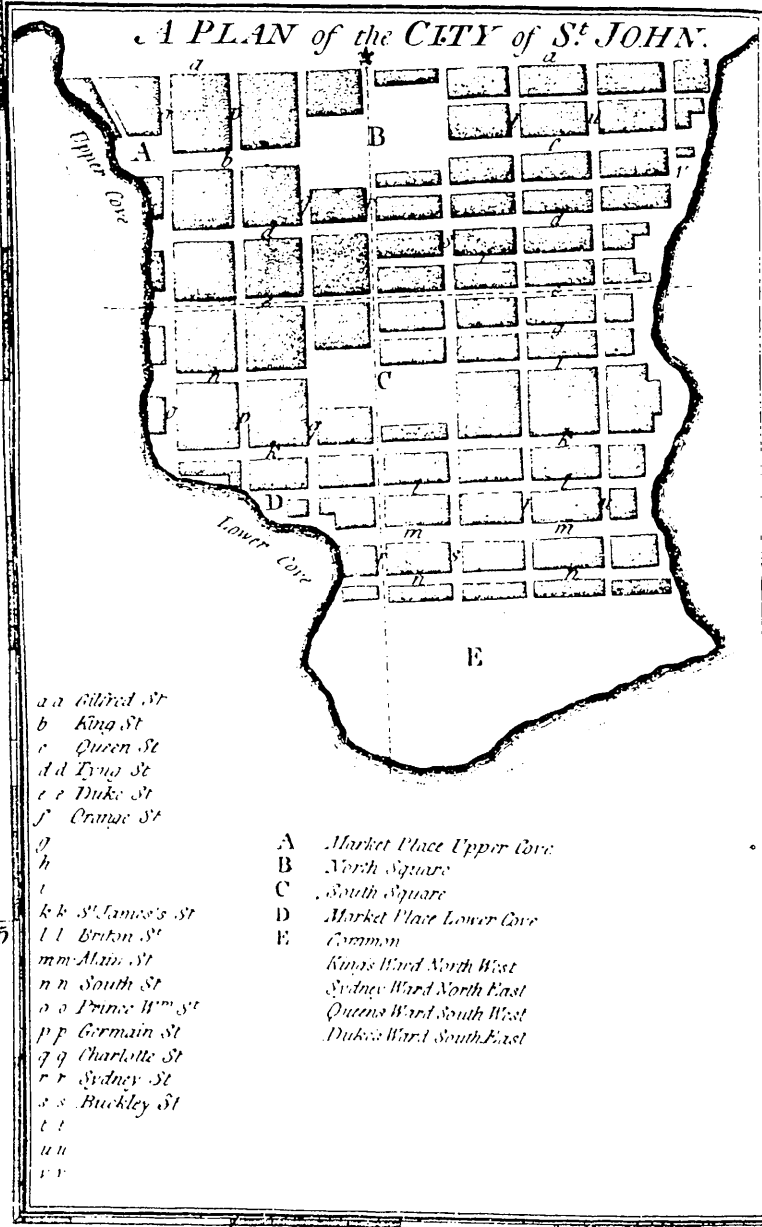 A PLAN of the CITY of S.t JOHN.
a a
p
A B
b c
Upper Cove
v
d d
C
h
p q
k k
l l
D
Lower Cove
m m
r s
n n
E
a a Gilfred St
b King St
c Queen St
d d Tyng St
e e Duke St
f Orange St
g
h
i
k k St James's St
l l Briton St
m m Main St
n n South St
o o Prince Wm St
p p Germain St
q q Charlotte St
r r Sydney St
s s Buckley St
t t
u u
v v
A Market Place Upper Cove
B North Square
C South Square
D Market Place Lower Cove
E Common
King's Ward North West
Sydney Ward North East
Queens Ward South West
Dukes Ward South East